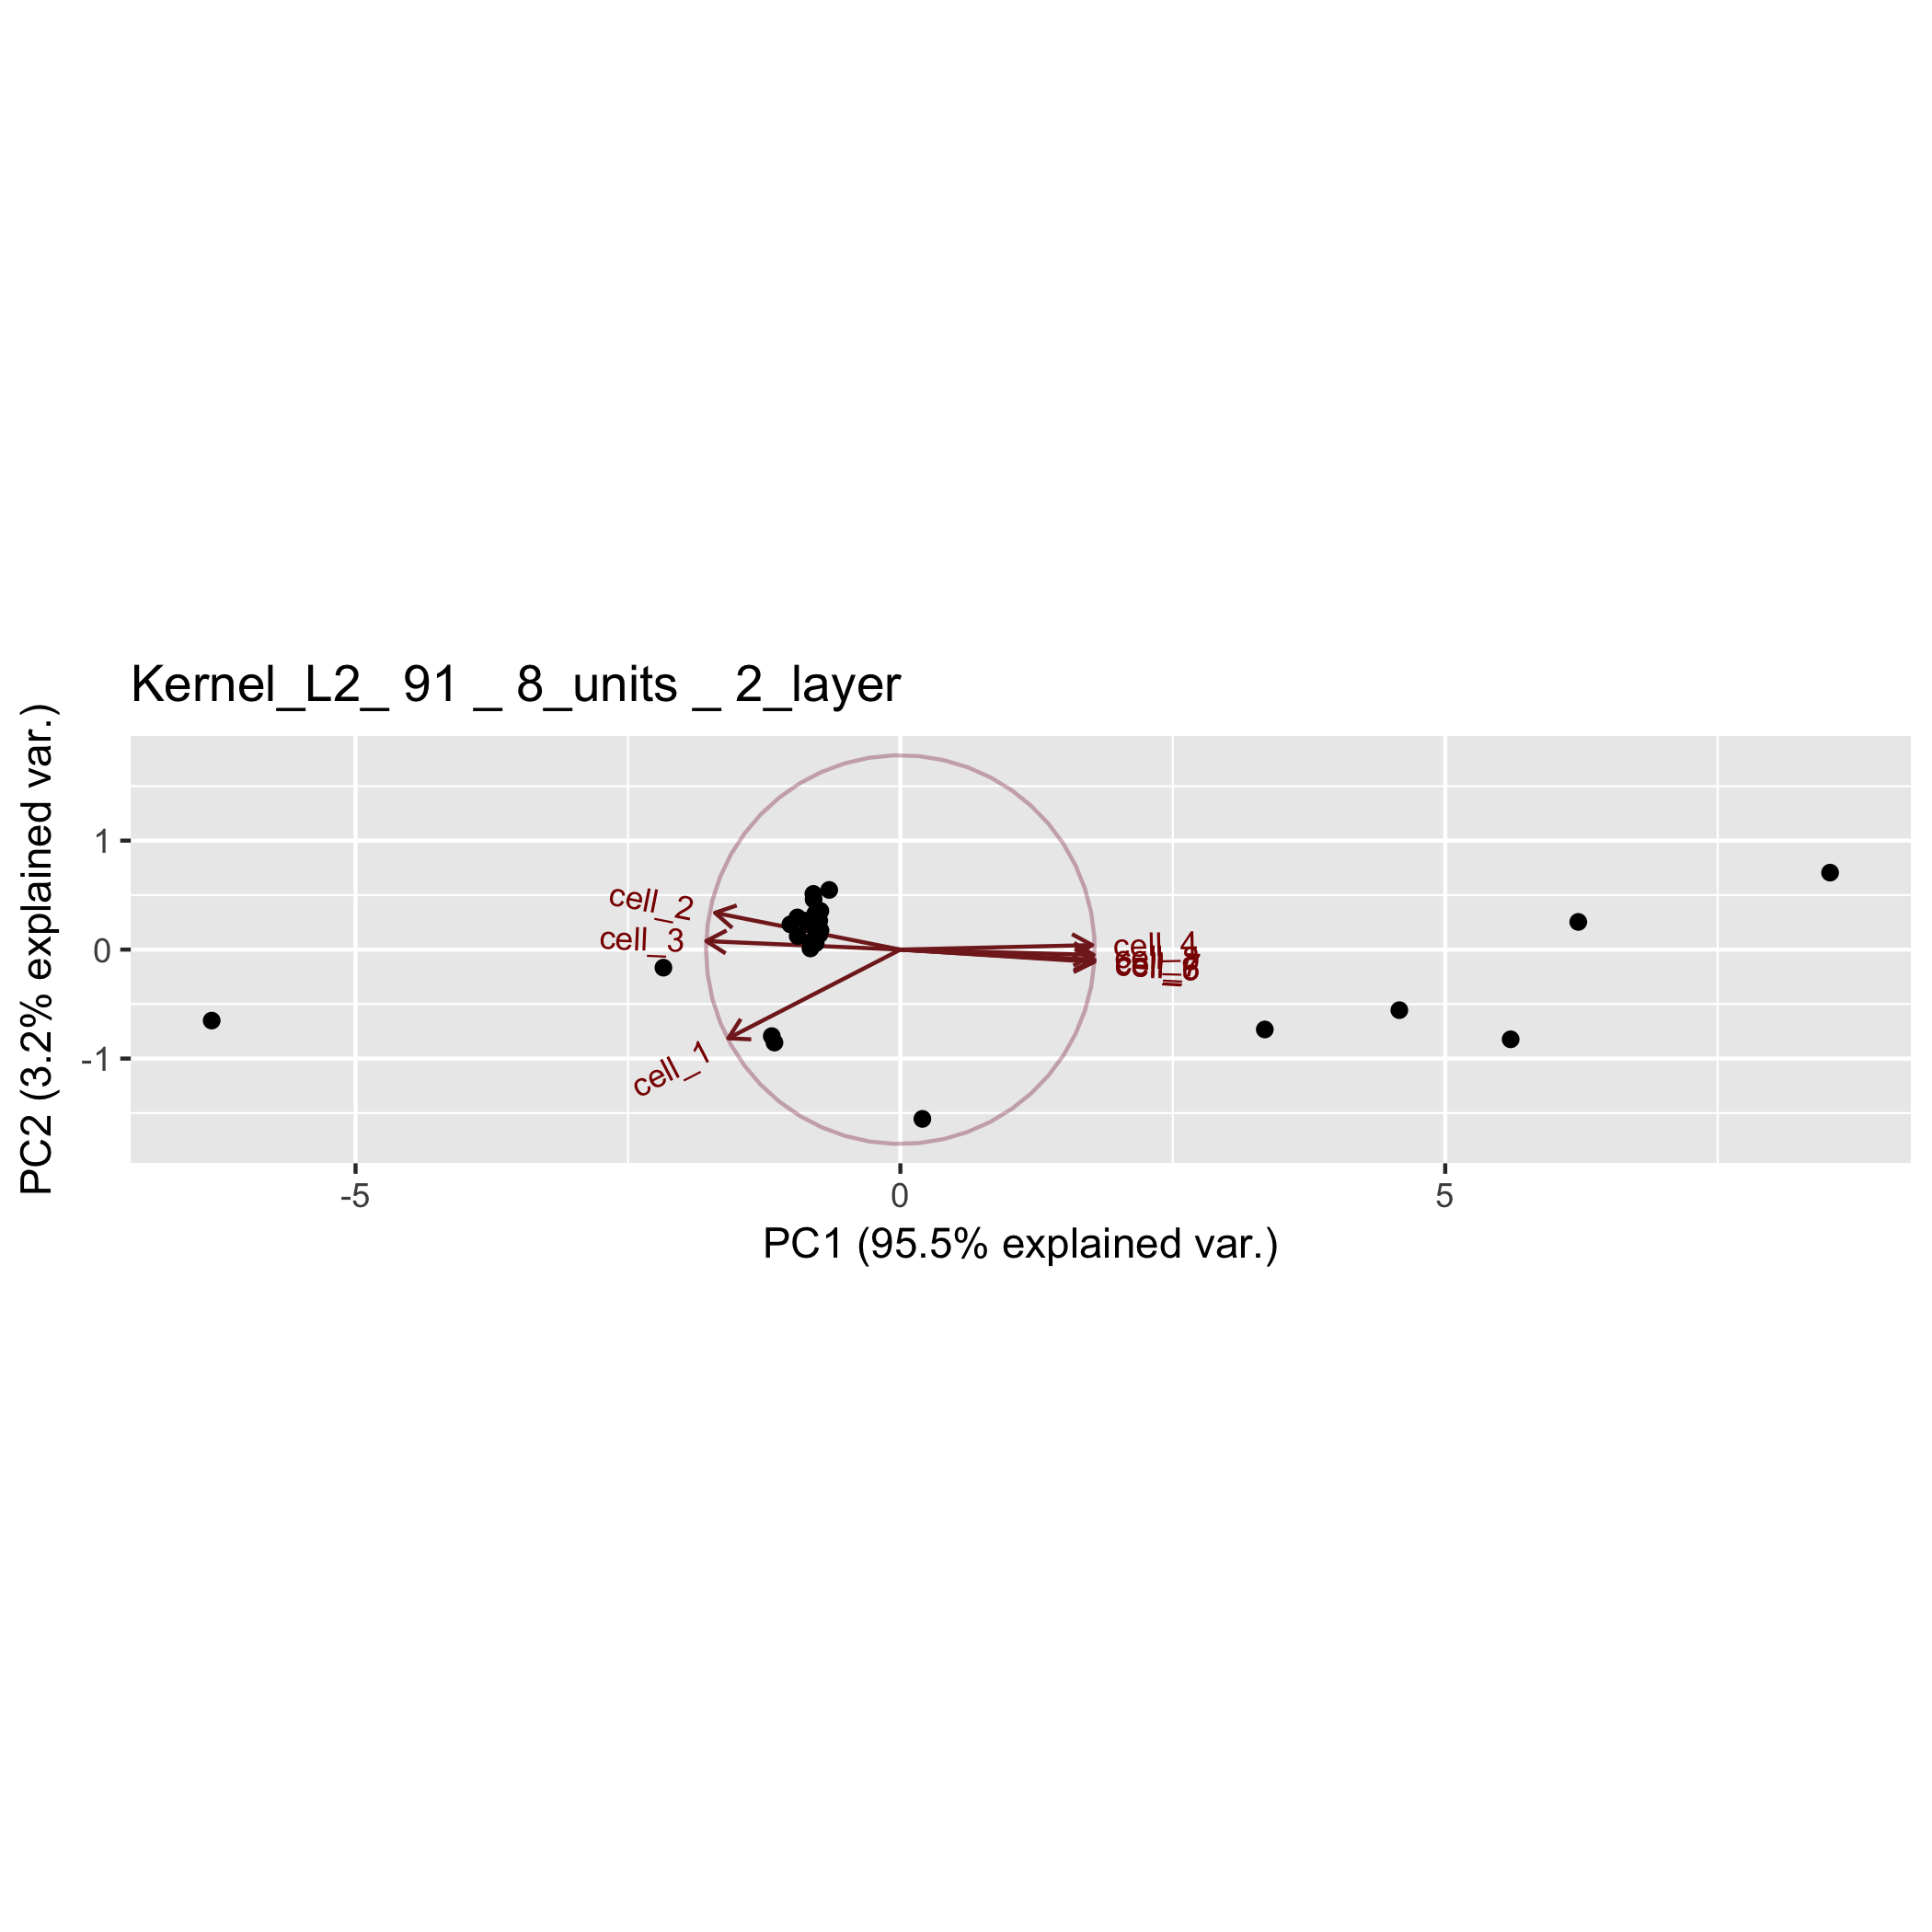 Kernel_L2_ 91 _ 8_units _ 2_layer
PC2 (3.2% explained var.)
1
0
-1
cell_2
cell_3
cell_1
cell_4
-5
0
5
PC1 (95.5% explained var.)